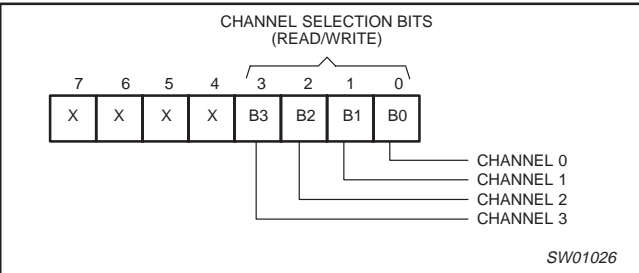 CHANNEL SELECTION BITS
(READ/WRITE)
7 6 5 4 3 2 1 0
X X X X B3 B2 B1 B0
CHANNEL 0
CHANNEL 1
CHANNEL 2
CHANNEL 3
SW01026